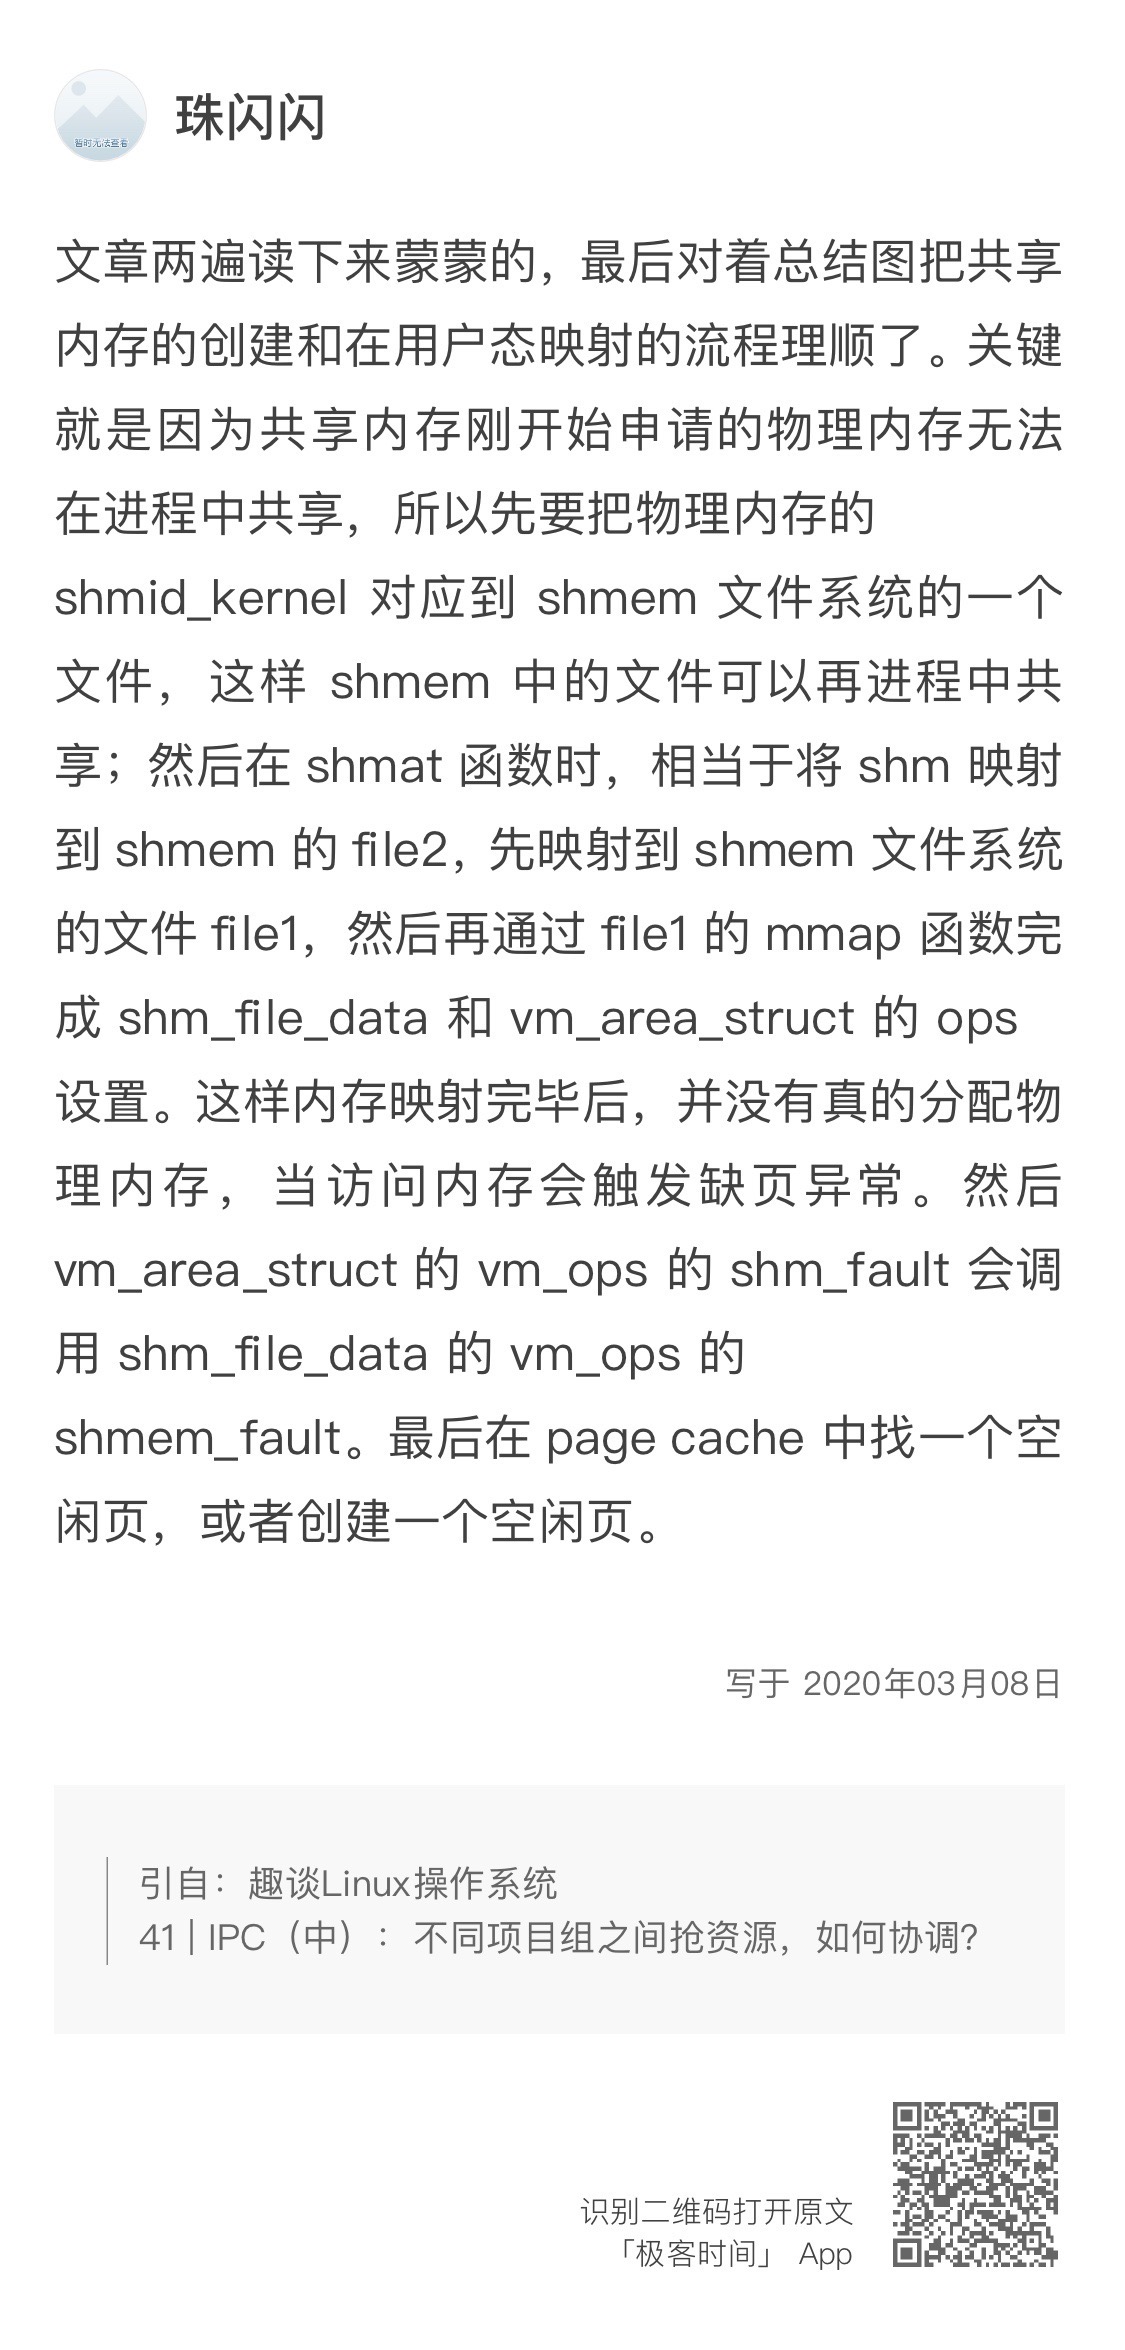 暂时无法查看
珠闪闪
文章两遍读下来蒙蒙的，最后对着总结图把共享
内存的创建和在用户态映射的流程理顺了。关键
就是因为共享内存刚开始申请的物理内存无法
在进程中共享，所以先要把物理内存的
shmid_kernel 对应到 shmem 文件系统的一个
文件，这样 shmem 中的文件可以再进程中共
享；然后在 shmat 函数时，相当于将 shm 映射
到 shmem 的 file2，先映射到 shmem 文件系统
的文件 file1，然后再通过 file1 的 mmap 函数完
成 shm_file_data 和 vm_area_struct 的 ops
设置。这样内存映射完毕后，并没有真的分配物
理内存，当访问内存会触发缺页异常。然后
vm_area_struct 的 vm_ops 的 shm_fault 会调
用 shm_file_data 的 vm_ops 的
shmem_fault。最后在 page cache 中找一个空
闲页，或者创建一个空闲页。
写于 2020年03月08日
引自：趣谈Linux操作系统
41 | IPC（中）：不同项目组之间抢资源，如何协调？
识别二维码打开原文
「极客时间」 App